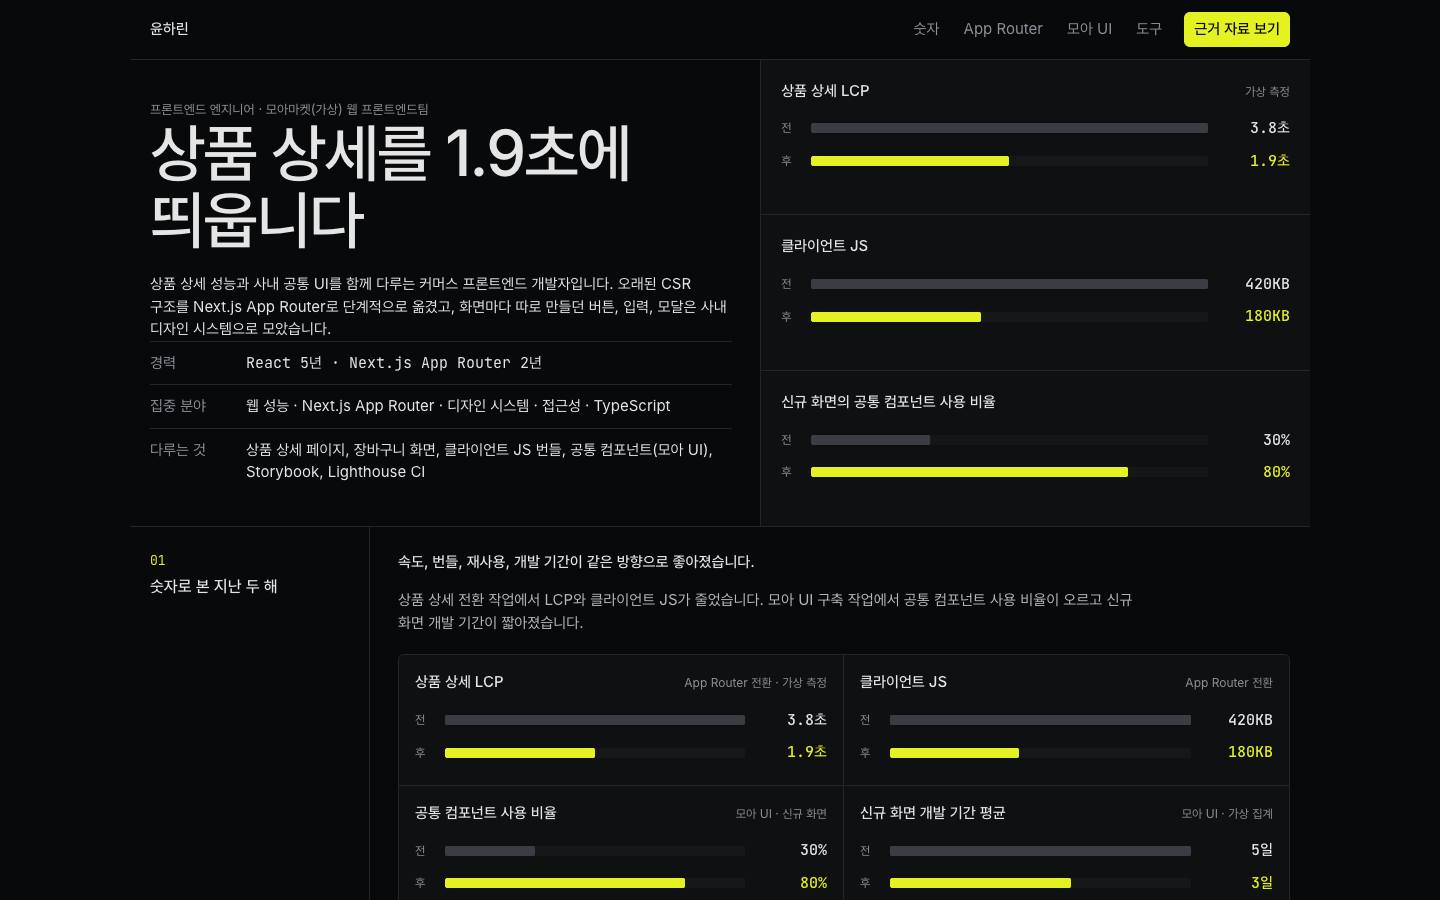 윤하린
숫자
App Router
모아 UI
도구
근거 자료 보기
프론트엔드 엔지니어 · 모아마켓(가상) 웹 프론트엔드팀
상품 상세를 1.9초에
띄웁니다
상품 상세 성능과 사내 공통 UI를 함께 다루는 커머스 프론트엔드 개발자입니다. 오래된 CSR
구조를 Next.js App Router로 단계적으로 옮겼고, 화면마다 따로 만들던 버튼, 입력, 모달은 사내
디자인 시스템으로 모았습니다.
경력
React 5년 · Next.js App Router 2년
집중 분야
웹 성능 · Next.js App Router · 디자인 시스템 · 접근성 · TypeScript
다루는 것
상품 상세 페이지, 장바구니 화면, 클라이언트 JS 번들, 공통 컴포넌트(모아 UI),
Storybook, Lighthouse CI
상품 상세 LCP
가상 측정
전
3.8초
후
1.9초
클라이언트 JS
전
420KB
후
180KB
신규 화면의 공통 컴포넌트 사용 비율
전
30%
후
80%
01
숫자로 본 지난 두 해
속도, 번들, 재사용, 개발 기간이 같은 방향으로 좋아졌습니다.
상품 상세 전환 작업에서 LCP와 클라이언트 JS가 줄었습니다. 모아 UI 구축 작업에서 공통 컴포넌트 사용 비율이 오르고 신규
화면 개발 기간이 짧아졌습니다.
상품 상세 LCP
App Router 전환 · 가상 측정
전
3.8초
후
1.9초
클라이언트 JS
App Router 전환
전
420KB
후
180KB
공통 컴포넌트 사용 비율
모아 UI · 신규 화면
전
30%
후
80%
신규 화면 개발 기간 평균
모아 UI · 가상 집계
전
5일
후
3일